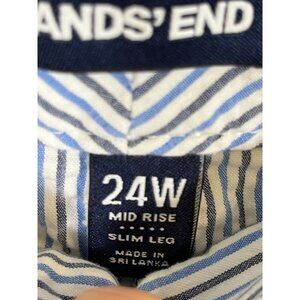 ANDS' END
24W
MID RISE
SLIM LEG
MADE IN
SRI LANKA